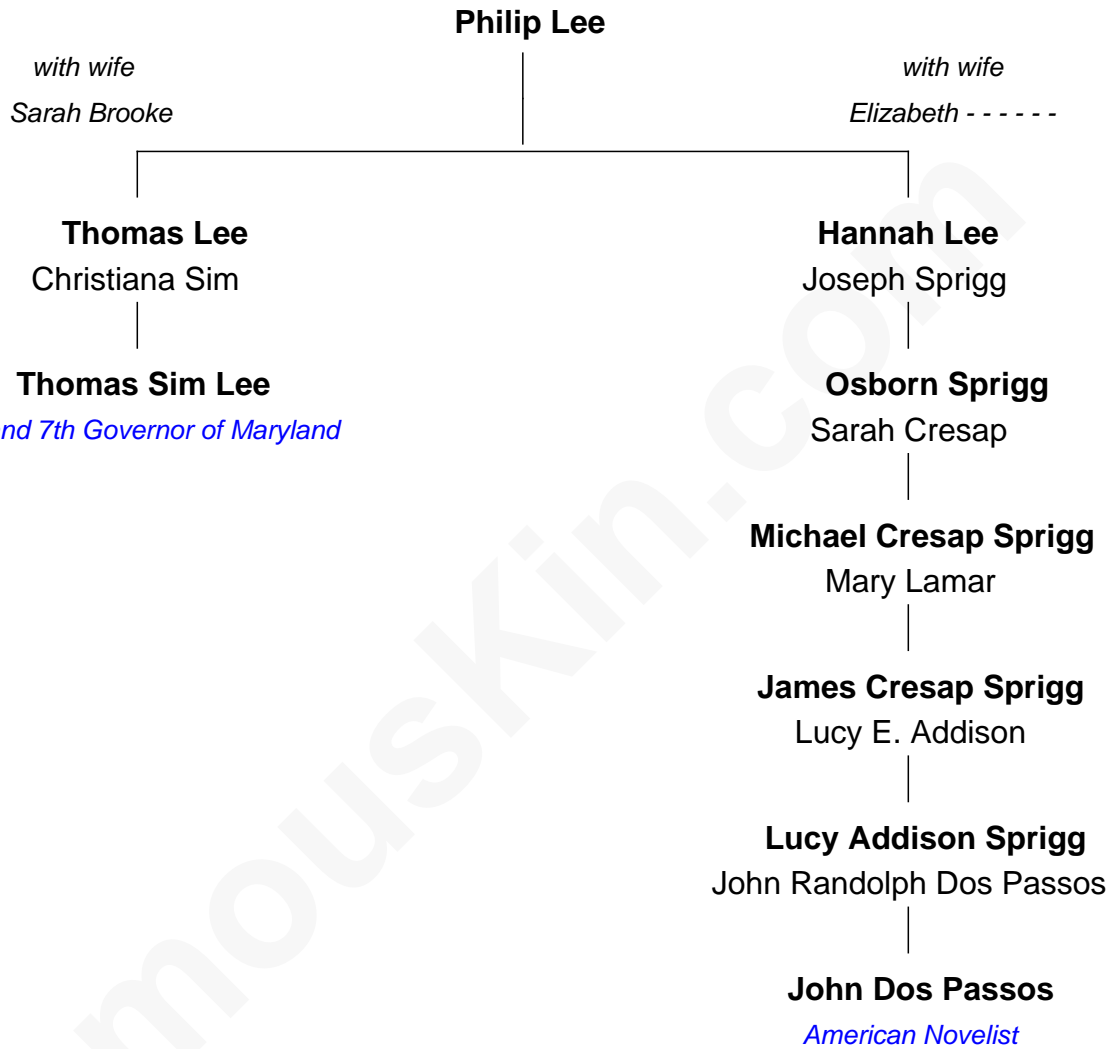 Philip Lee
with wife
Sarah Brooke
with wife
Elizabeth - - - - - -
Thomas Lee
Christiana Sim
Hannah Lee
Joseph Sprigg
Thomas Sim Lee
7th Governor of Maryland
Osborn Sprigg
Sarah Cresap
Michael Cresap Sprigg
Mary Lamar
James Cresap Sprigg
Lucy E. Addison
Lucy Addison Sprigg
John Randolph Dos Passos
John Dos Passos
American Novelist
mousKin.com